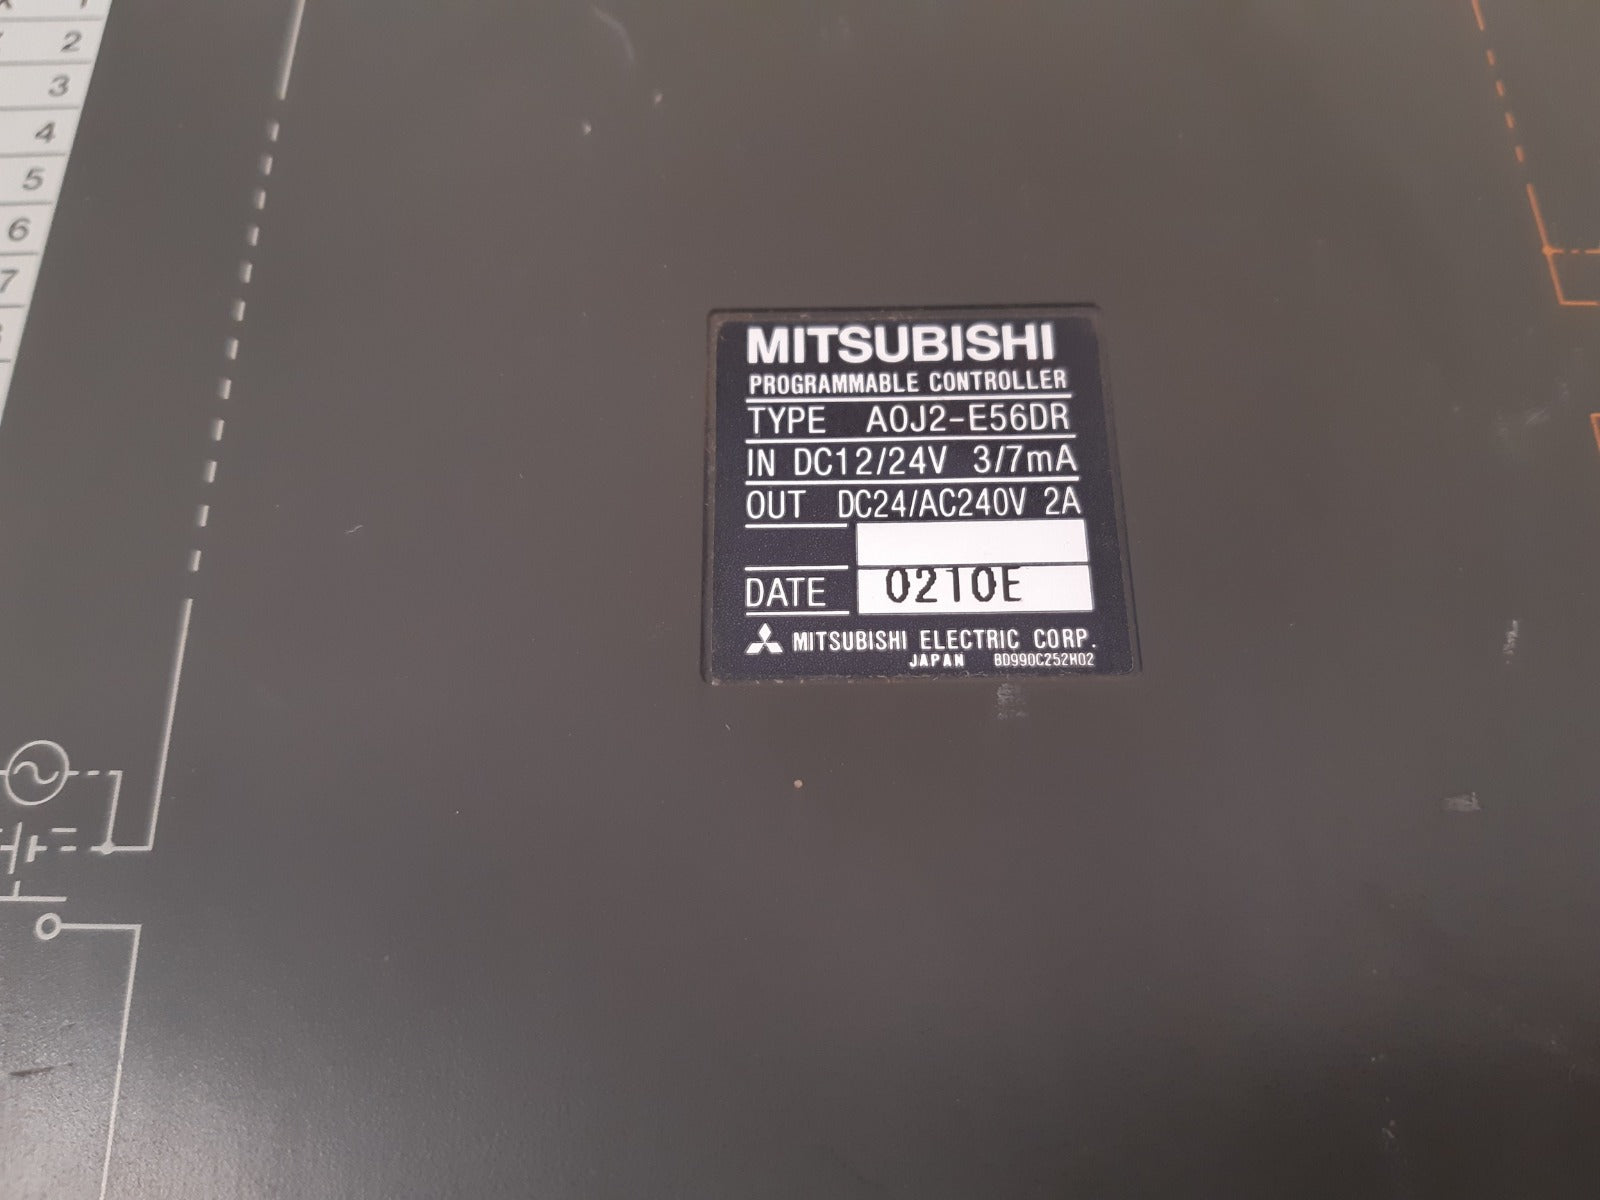 2
3
4
5
6
7
MITSUBISHI
PROGRAMMABLE CONTROLLER
TYPE A0J2-E56DR
IN DC12/24V 3/7mA
OUT DC24/AC240V 2A
DATE 0210E
MITSUBISHI ELECTRIC CORP.
JAPAN BD990C252H02